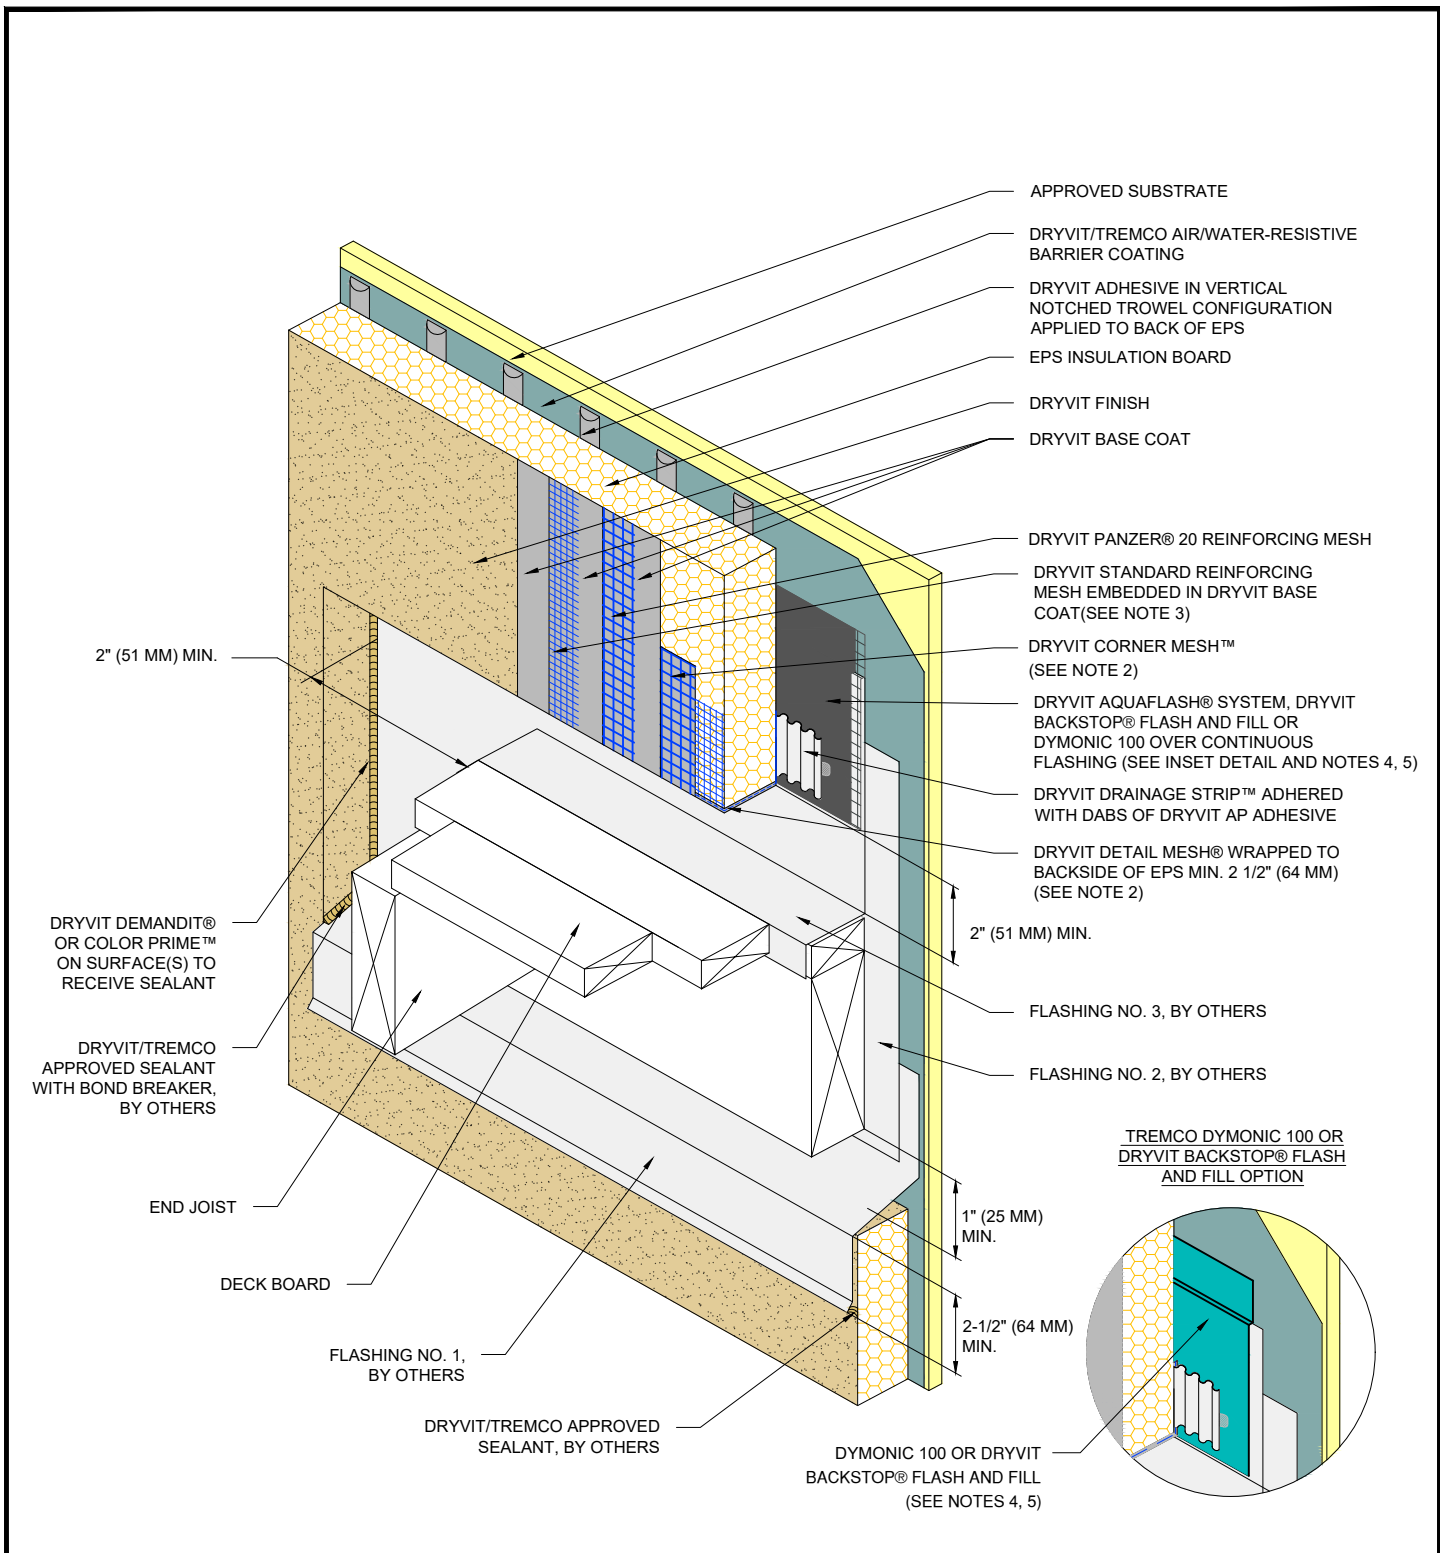 APPROVED SUBSTRATE
DRYVIT/TREMCO AIR/WATER-RESISTIVE
BARRIER COATING
DRYVIT ADHESIVE IN VERTICAL
NOTCHED TROWEL CONFIGURATION
APPLIED TO BACK OF EPS
EPS INSULATION BOARD
DRYVIT FINISH
DRYVIT BASE COAT
DRYVIT PANZER® 20 REINFORCING MESH
DRYVIT STANDARD REINFORCING
MESH EMBEDDED IN DRYVIT BASE
COAT(SEE NOTE 3)
DRYVIT CORNER MESH™
(SEE NOTE 2)
DRYVIT AQUAFLASH® SYSTEM, DRYVIT
BACKSTOP® FLASH AND FILL OR
DYMONIC 100 OVER CONTINUOUS
FLASHING (SEE INSET DETAIL AND NOTES 4, 5)
DRYVIT DRAINAGE STRIP™ ADHERED
WITH DABS OF DRYVIT AP ADHESIVE
DRYVIT DETAIL MESH® WRAPPED TO
BACKSIDE OF EPS MIN. 2 1/2" (64 MM)
(SEE NOTE 2)
2" (51 MM) MIN.
FLASHING NO. 3, BY OTHERS
FLASHING NO. 2, BY OTHERS
TREMCO DYMONIC 100 OR
DRYVIT BACKSTOP® FLASH
AND FILL OPTION
1" (25 MM)
MIN.
2-1/2" (64 MM)
MIN.
DYMONIC 100 OR DRYVIT
BACKSTOP® FLASH AND FILL
(SEE NOTES 4, 5)
2" (51 MM) MIN.
DRYVIT DEMANDIT®
OR COLOR PRIME™
ON SURFACE(S) TO
RECEIVE SEALANT
DRYVIT/TREMCO
APPROVED SEALANT
WITH BOND BREAKER,
BY OTHERS
END JOIST
DECK BOARD
FLASHING NO. 1,
BY OTHERS
DRYVIT/TREMCO APPROVED
SEALANT, BY OTHERS